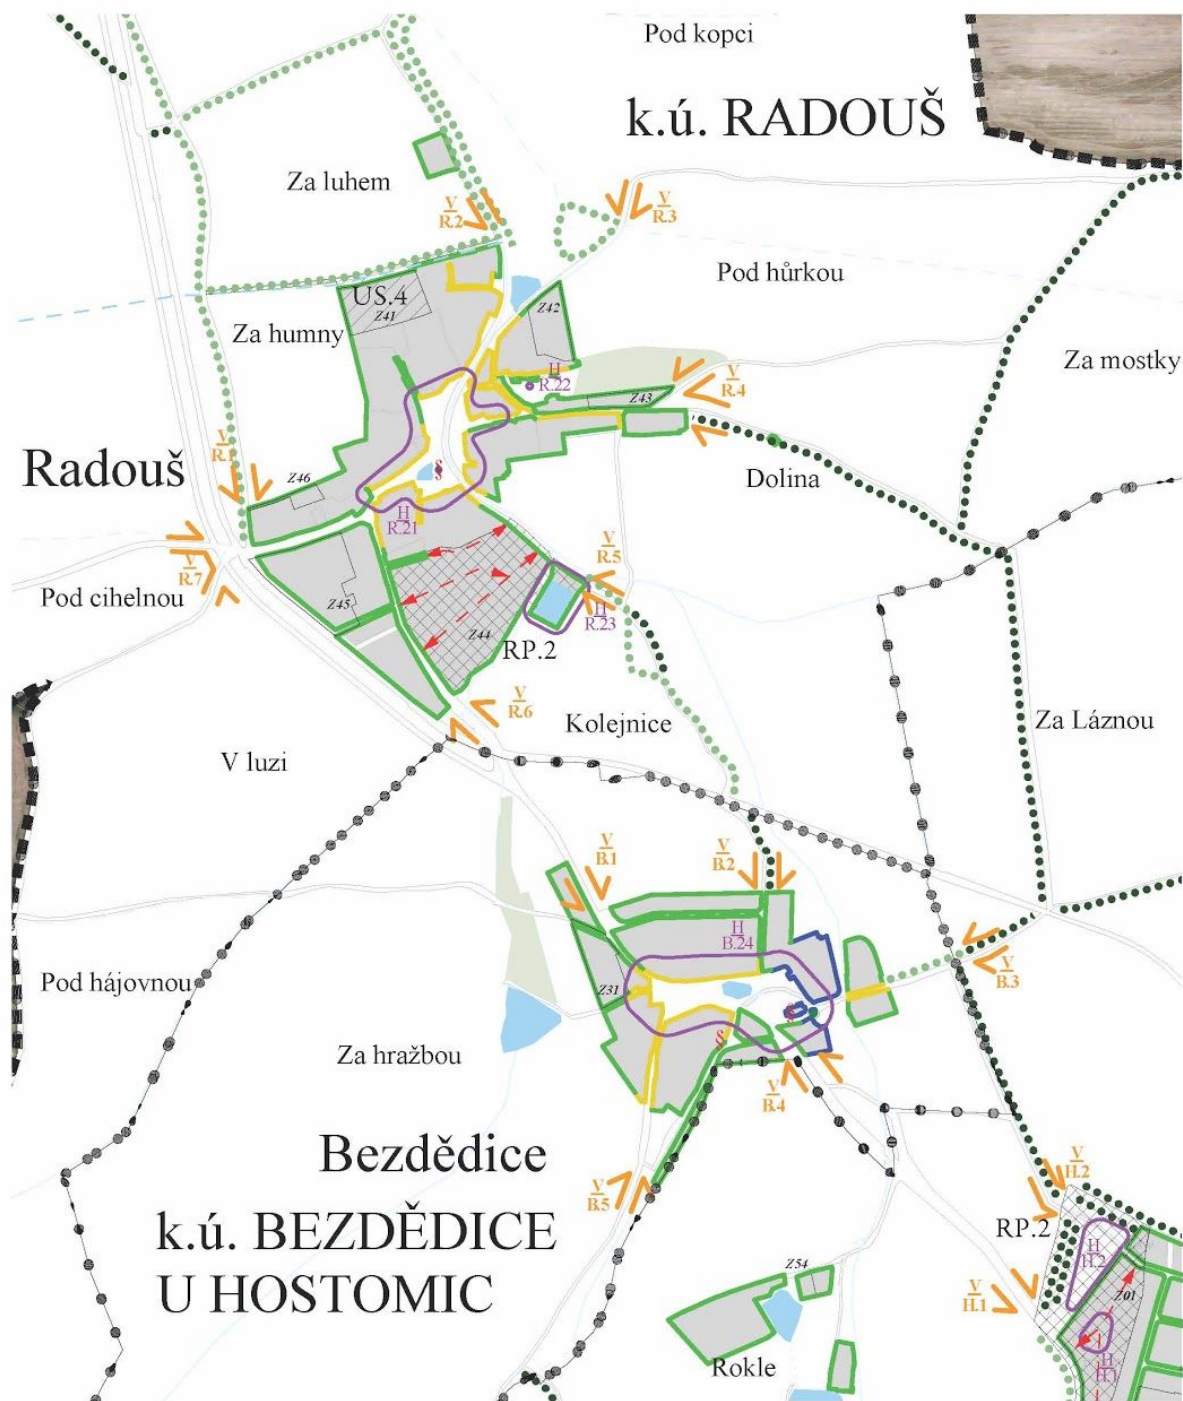 Pod kopci
k.ú. RADOUŠ
Za luhem
V
R.2
V
R.3
Pod hůrkou
US.4
Z41
Z42
Za humny
Za mostky
H
R.22
V
R.4
Z43
Radouš
V
R.1
Z46
§
Dolina
H
R.21
V
R.5
V
R.7
Pod cihelnou
Z45
Z44
H
R.23
RP.2
V
R.6
Kolejnice
Za Láznou
V luzi
V
B.1
V
B.2
H
B.24
Pod hájovnou
Z31
V
B.3
§
§
Za hražbou
V
B.4
Bezdědice
V
B.5
V
H.2
k.ú. BEZDĚDICE
U HOSTOMIC
RP.2
H
H.2
Z54
V
H.1
Z01
Rokle
H
H.1